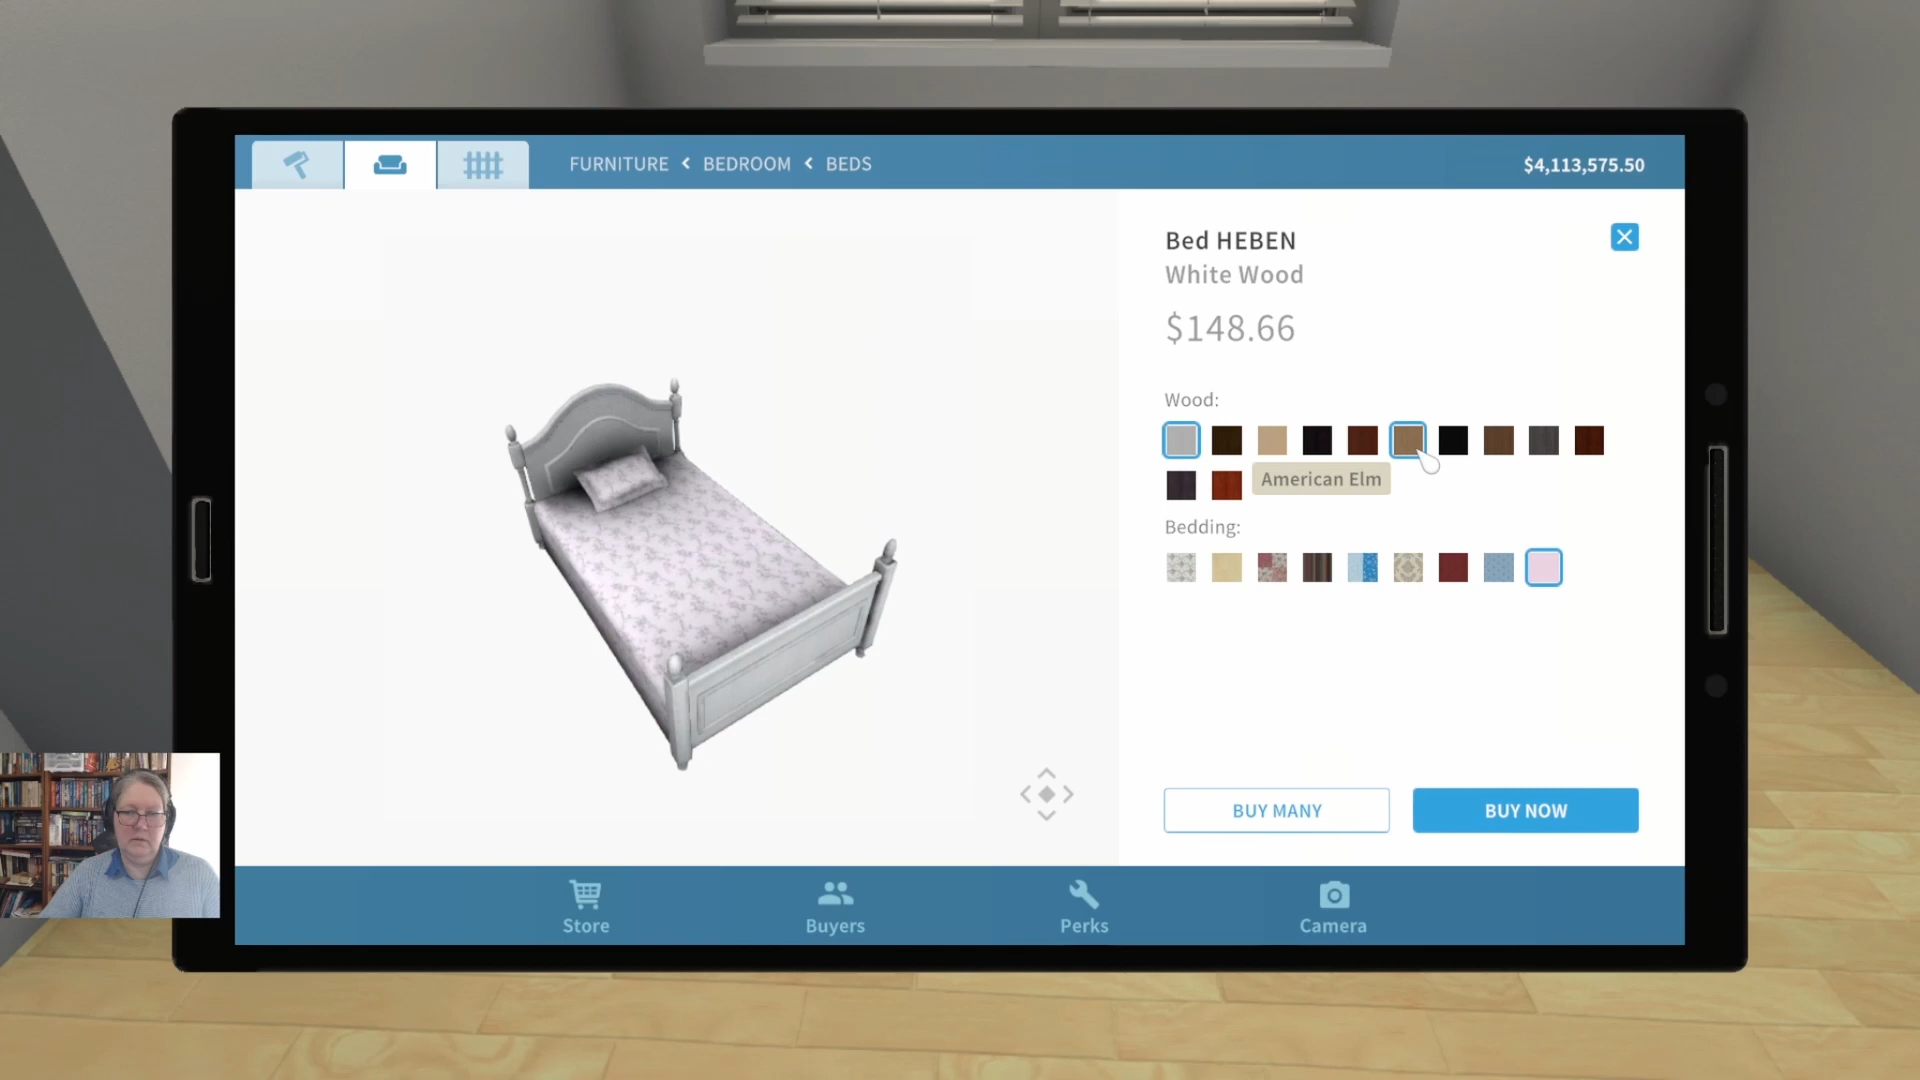 FURNITURE < BEDROOM < BEDS
$4,113,575.50
Bed HEBEN
White Wood
$148.66
Wood:
American Elm
Bedding:
BUY MANY
BUY NOW
Store
Buyers
Perks
Camera